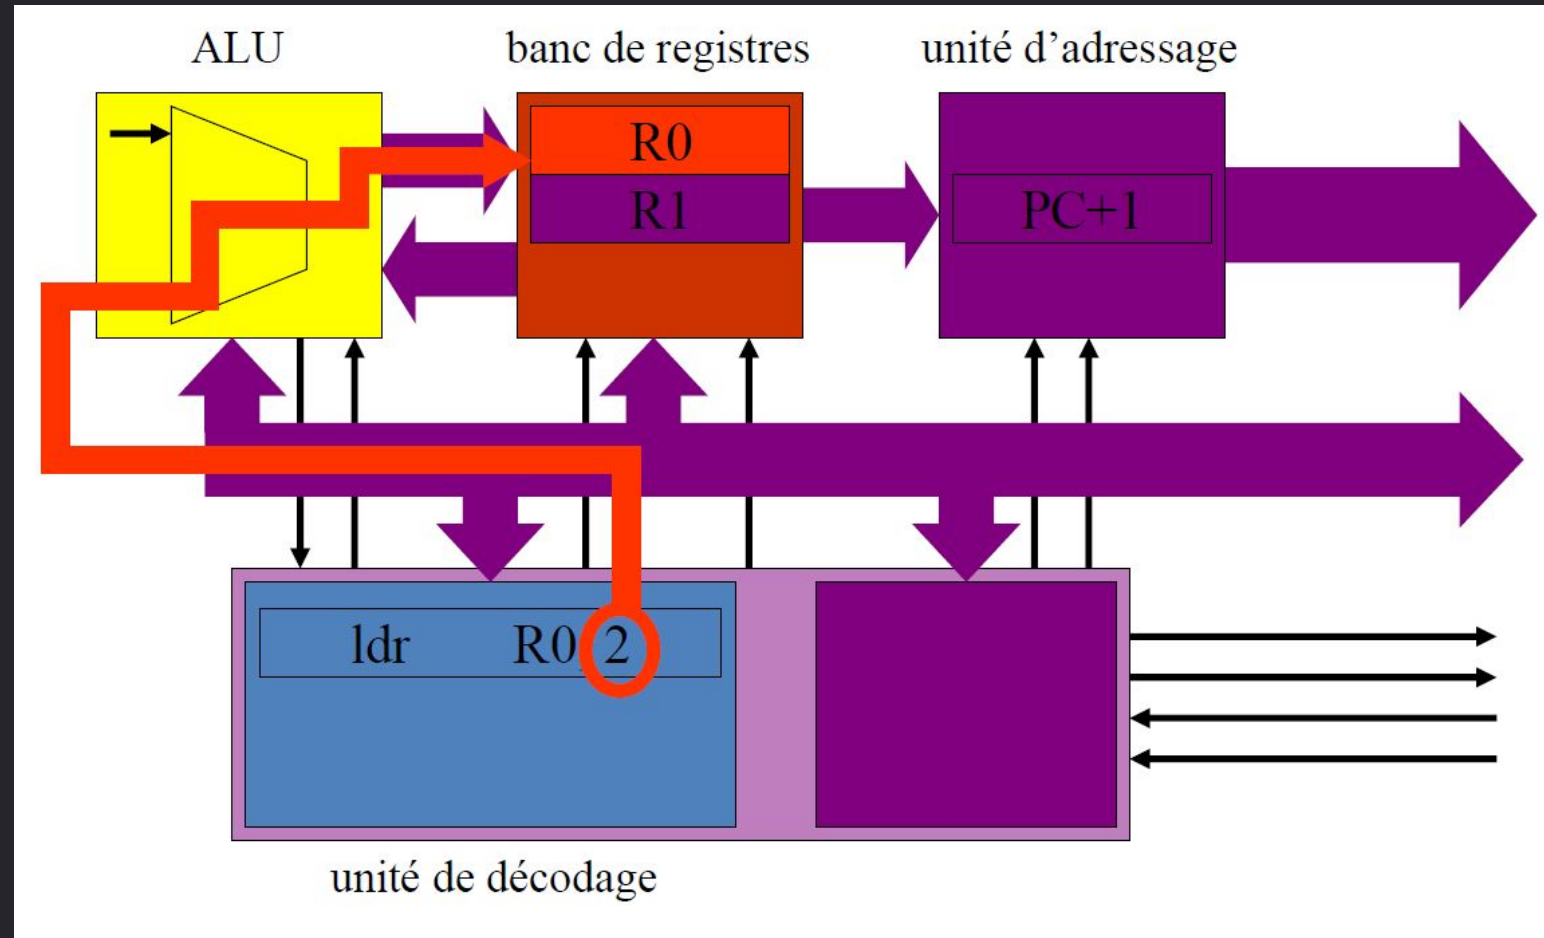 ALU
banc de registres
unité d'adressage
R0
R1
PC+1
ldr R0, 2
unité de décodage